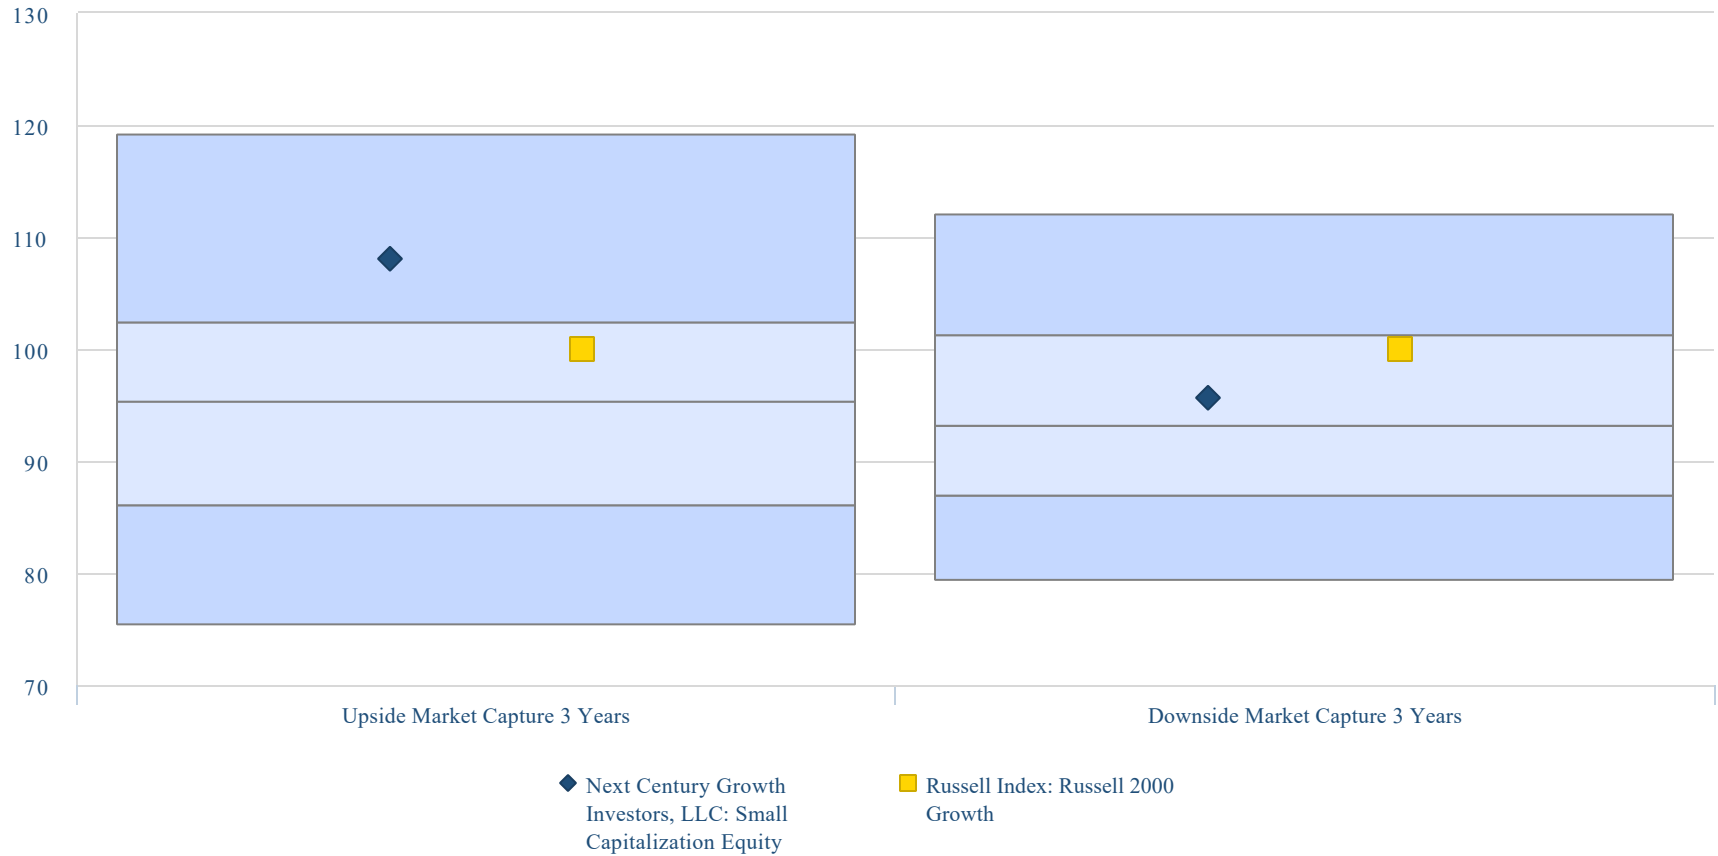 130
120
110
100
90
80
70
Upside Market Capture 3 Years
Downside Market Capture 3 Years
Next Century Growth
Investors, LLC: Small
Capitalization Equity
Russell Index: Russell 2000
Growth